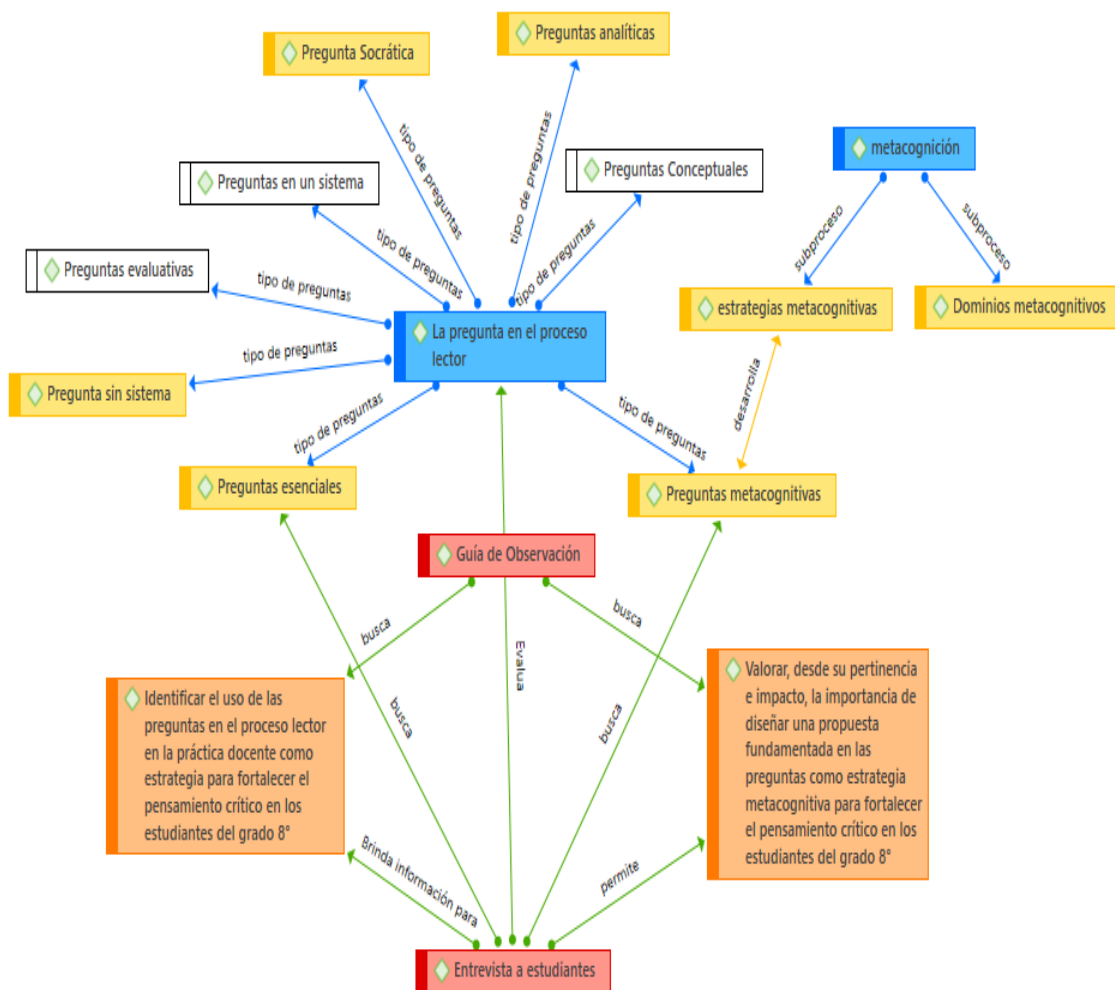 Preguntas analíticas
Pregunta Socrática
tipo de preguntas
tipo de preguntas
metacognición
Preguntas Conceptuales
Preguntas en un sistema
subproceso
subproceso
tipo de preguntas
tipo de preguntas
Preguntas evaluativas
tipo de preguntas
estrategias metacognitivas
Dominios metacognitivos
La pregunta en el proceso
lector
tipo de preguntas
Pregunta sin sistema
desarrolla
tipo de preguntas
tipo de preguntas
Preguntas esenciales
Preguntas metacognitivas
Guía de Observación
busca
busca
Evalua
Identificar el uso de las
preguntas en el proceso lector
en la práctica docente como
estrategia para fortalecer el
pensamiento crítico en los
estudiantes del grado 8°
busca
busca
Valorar, desde su pertinencia
e impacto, la importancia de
diseñar una propuesta
fundamentada en las
preguntas como estrategia
metacognitiva para fortalecer
el pensamiento crítico en los
estudiantes del grado 8°
Brinda información para
permite
Entrevista a estudiantes